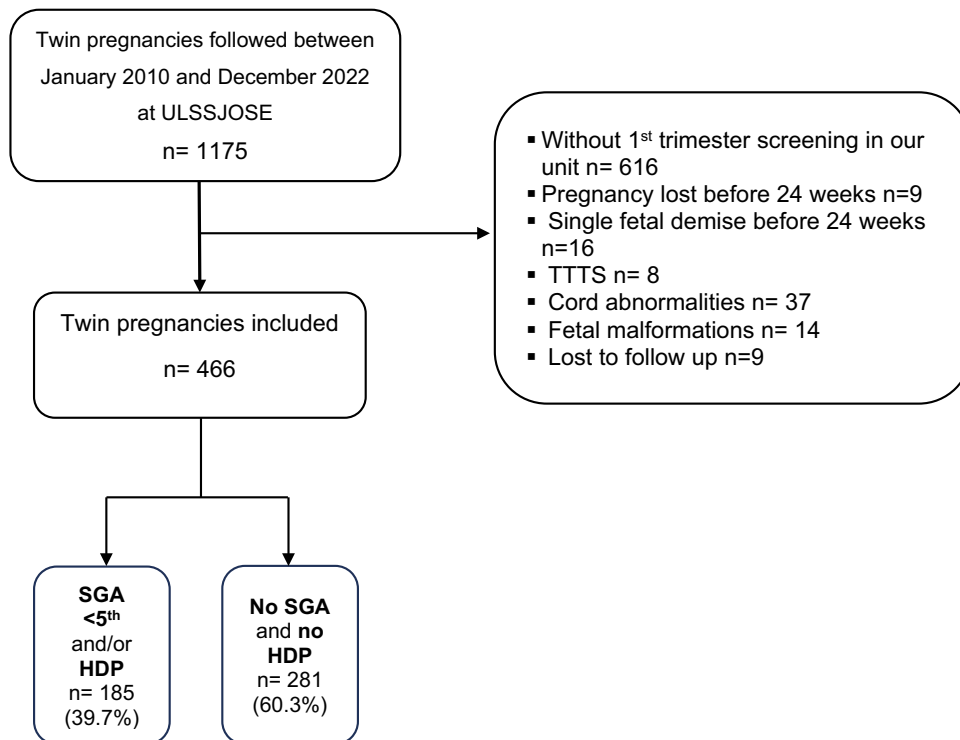 Twin pregnancies followed between
January 2010 and December 2022
at ULSSJOSE
n= 1175
▪ Without 1st trimester screening in our
unit n= 616
▪ Pregnancy lost before 24 weeks n=9
▪ Single fetal demise before 24 weeks
n=16
▪ TTTS n= 8
▪ Cord abnormalities n= 37
▪ Fetal malformations n= 14
▪ Lost to follow up n=9
Twin pregnancies included
n= 466
SGA
<5th
and/or
HDP
n= 185
(39.7%)
No SGA
and no
HDP
n= 281
(60.3%)